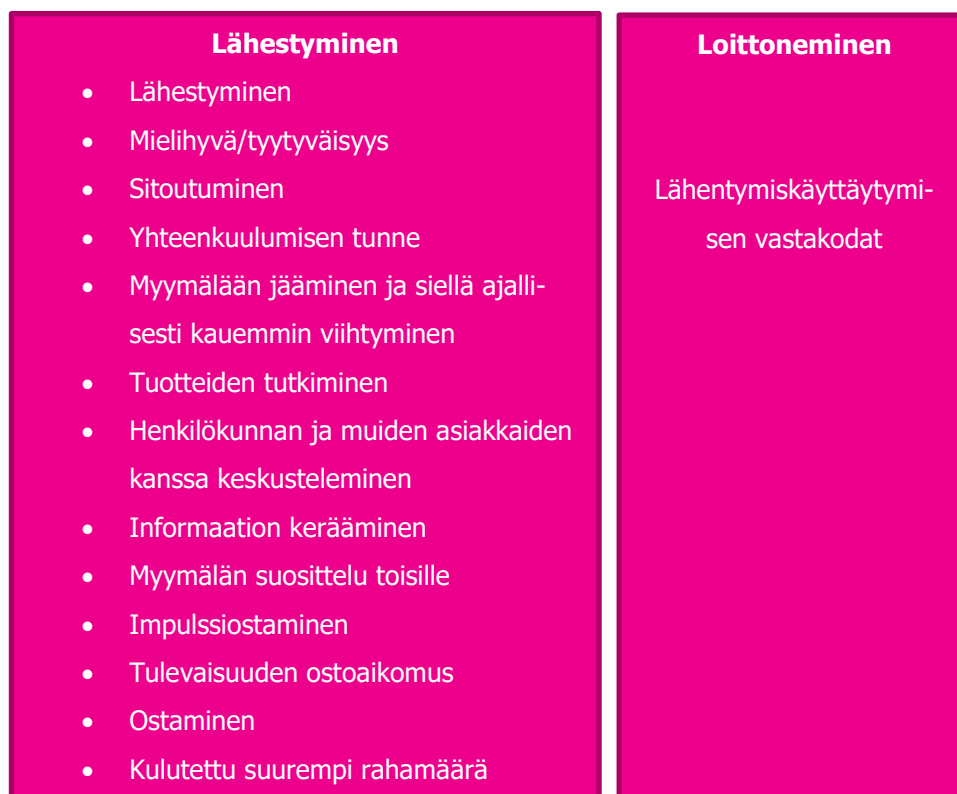 Lähestyminen
• Lähestyminen
• Mielihyvä/tyytyväisyys
• Sitoutuminen
• Yhteenkuulumisen tunne
• Myymälään jääminen ja siellä ajalli-
sesti kauemmin viihtyminen
• Tuotteiden tutkiminen
• Henkilökunnan ja muiden asiakkaiden
kanssa keskusteleminen
• Informaation kerääminen
• Myymälän suosittelu toisille
• Impulssiostaminen
• Tulevaisuuden ostoaikomus
• Ostaminen
• Kulutettu suurempi rahamäärä
Loittoneminen
Lähentymiskäyttäytymi-
sen vastakodat